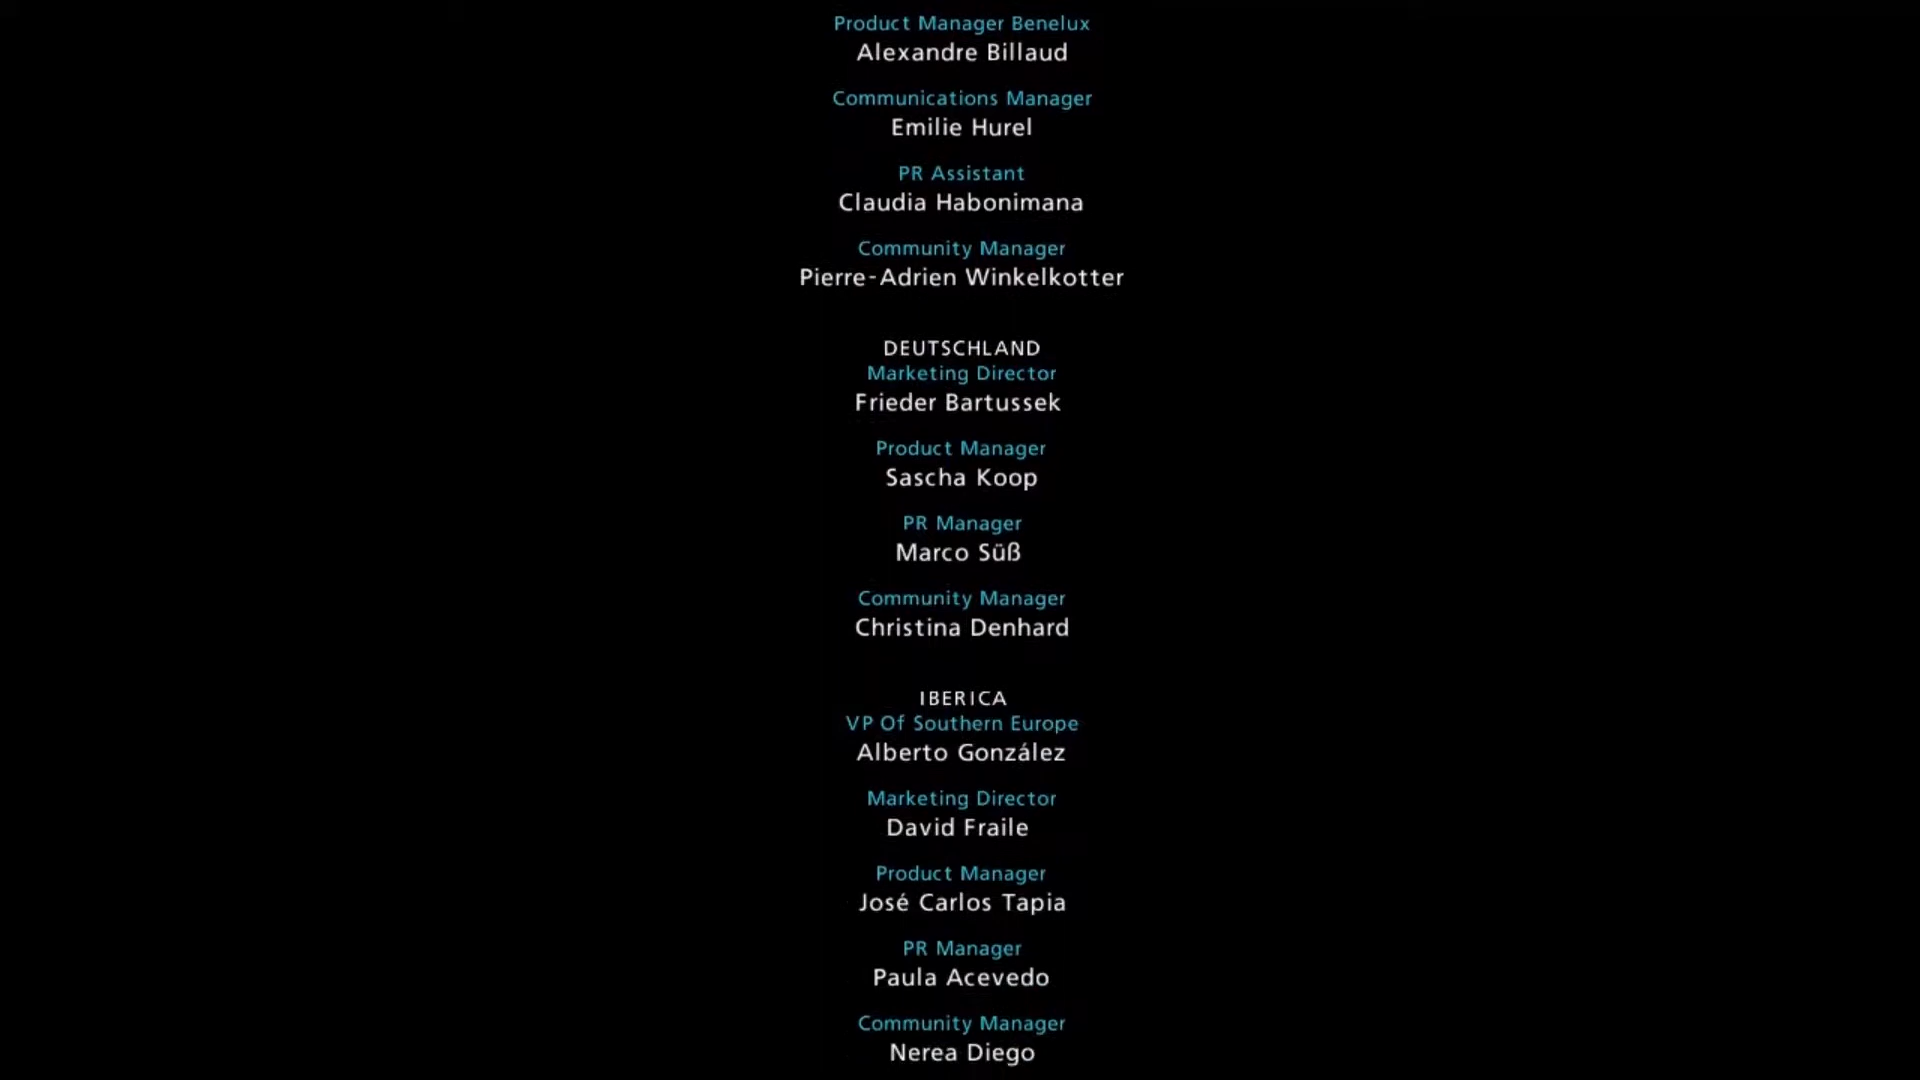 Product Manager Benelux
Alexandre Billaud
Communications Manager
Emilie Hurel
PR Assistant
Claudia Habonimana
Community Manager
Pierre-Adrien Winkelkotter
DEUTSCHLAND
Marketing Director
Frieder Bartussek
Product Manager
Sascha Koop
PR Manager
Marco Süß
Community Manager
Christina Denhard
IBERICA
VP Of Southern Europe
Alberto González
Marketing Director
David Fraile
Product Manager
José Carlos Tapia
PR Manager
Paula Acevedo
Community Manager
Nerea Diego